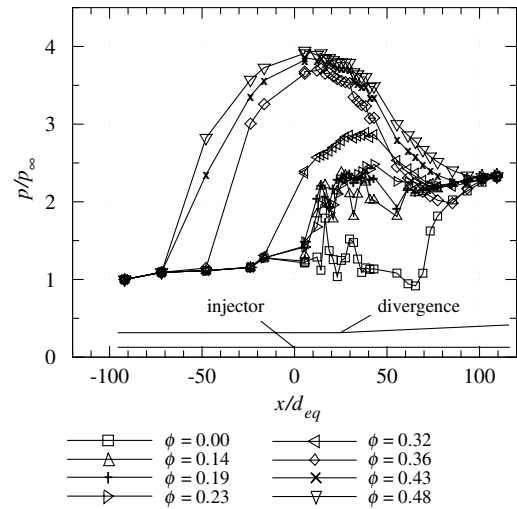 4
3
2
1
0
p/p∞
injector
divergence
-100 -50 0 50 100
x/d_eq
ϕ = 0.00 ϕ = 0.32
ϕ = 0.14 ϕ = 0.36
ϕ = 0.19 ϕ = 0.43
ϕ = 0.23 ϕ = 0.48